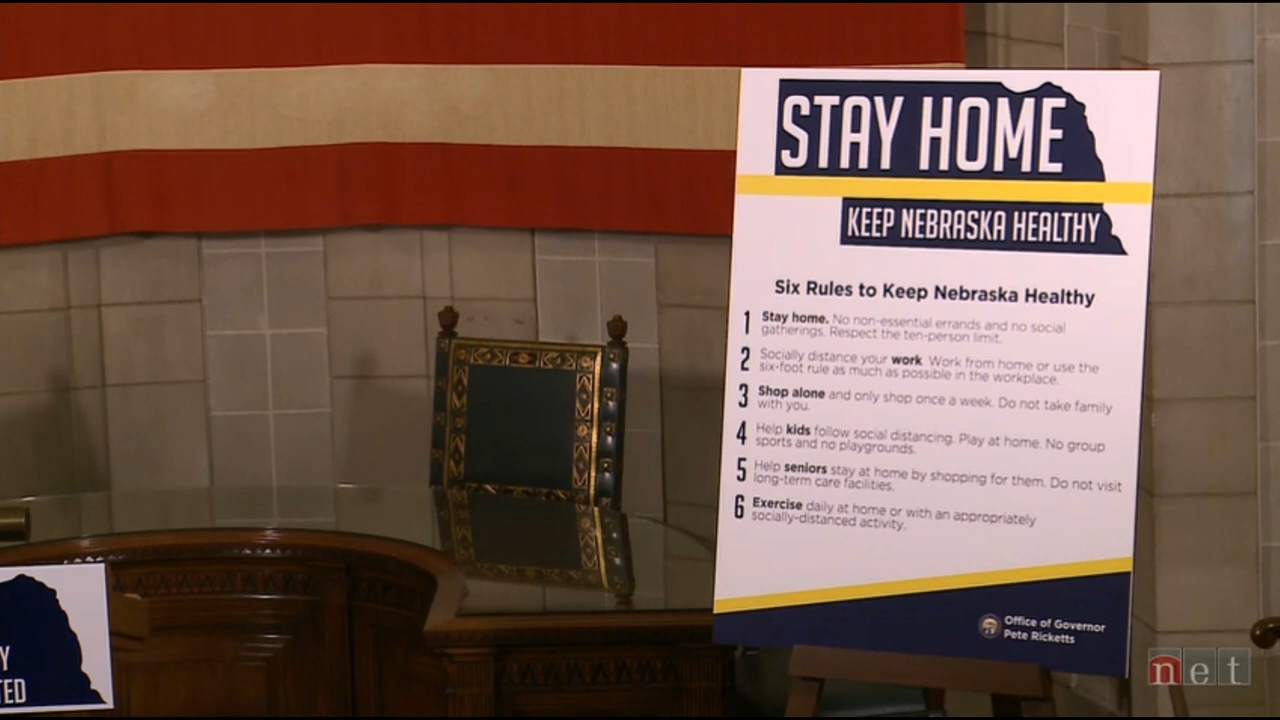 STAY HOME
KEEP NEBRASKA HEALTHY
Six Rules to Keep Nebraska Healthy
1 Stay home. No non-essential errands and no social
gatherings. Respect the ten-person limit.
2 Socially distance your work. Work from home or use the
six-foot rule as much as possible in the workplace.
3 Shop alone and only shop once a week. Do not take family
with you.
4 Help kids follow social distancing. Play at home. No group
sports and no playgrounds.
5 Help seniors stay at home by shopping for them. Do not visit
long-term care facilities.
6 Exercise daily at home or with an appropriately
socially-distanced activity.
Office of Governor
Pete Ricketts
Y
TED
net